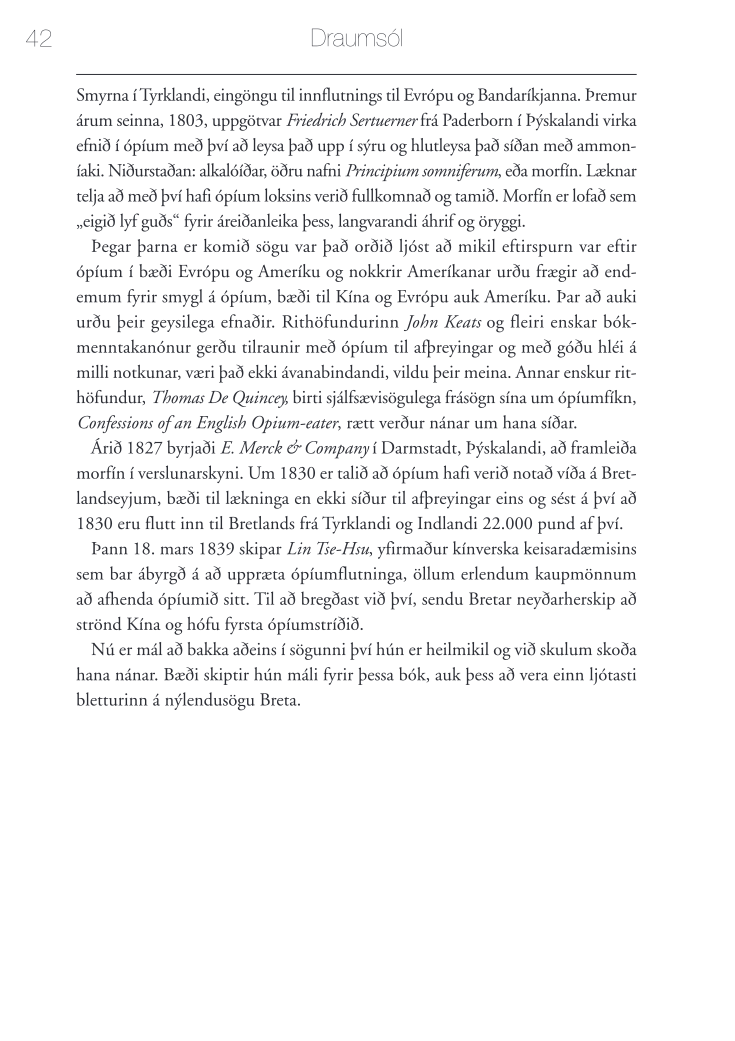 42
Draumsól
Smyrna í Tyrklandi, eingöngu til innflutnings til Evrópu og Bandaríkjanna. Þremur
árum seinna, 1803, uppgötvar Friedrich Sertuerner frá Paderborn í Þýskalandi virka
efnið í ópíum með því að leysa það upp í sýru og hlutleysa það síðan með ammon-
íaki. Niðurstaðan: alkalóíðar, öðru nafni Principium somniferum, eða morfín. Læknar
telja að með því hafi ópíum loksins verið fullkomnað og tamið. Morfín er lofað sem
„eigið lyf guðs“ fyrir áreiðanleika þess, langvarandi áhrif og öryggi.
Þegar þarna er komið sögu var það orðið ljóst að mikil eftirspurn var eftir
ópíum í bæði Evrópu og Ameríku og nokkrir Ameríkanar urðu frægir að end-
emum fyrir smygl á ópíum, bæði til Kína og Evrópu auk Ameríku. Þar að auki
urðu þeir geysilega efnaðir. Rithöfundurinn John Keats og fleiri enskar bók-
menntakanónur gerðu tilraunir með ópíum til afþreyingar og með góðu hléi á
milli notkunar, væri það ekki ávanabindandi, vildu þeir meina. Annar enskur rit-
höfundur, Thomas De Quincey, birti sjálfsævisögulega frásögn sína um ópíumfíkn,
Confessions of an English Opium-eater, rætt verður nánar um hana síðar.
Árið 1827 byrjaði E. Merck & Company í Darmstadt, Þýskalandi, að framleiða
morfín í verslunarskyni. Um 1830 er talið að ópíum hafi verið notað víða á Bret-
landseyjum, bæði til lækninga en ekki síður til afþreyingar eins og sést á því að
1830 eru flutt inn til Bretlands frá Tyrklandi og Indlandi 22.000 pund af því.
Þann 18. mars 1839 skipar Lin Tse-Hsu, yfirmaður kínverska keisaradæmisins
sem bar ábyrgð á að uppræta ópíumflutninga, öllum erlendum kaupmönnum
að afhenda ópíumið sitt. Til að bregðast við því, sendu Bretar neyðarherskip að
strönd Kína og hófu fyrsta ópíumstríðið.
Nú er mál að bakka aðeins í sögunni því hún er heilmikil og við skulum skoða
hana nánar. Bæði skiptir hún máli fyrir þessa bók, auk þess að vera einn ljótasti
bletturinn á nýlendusögu Breta.